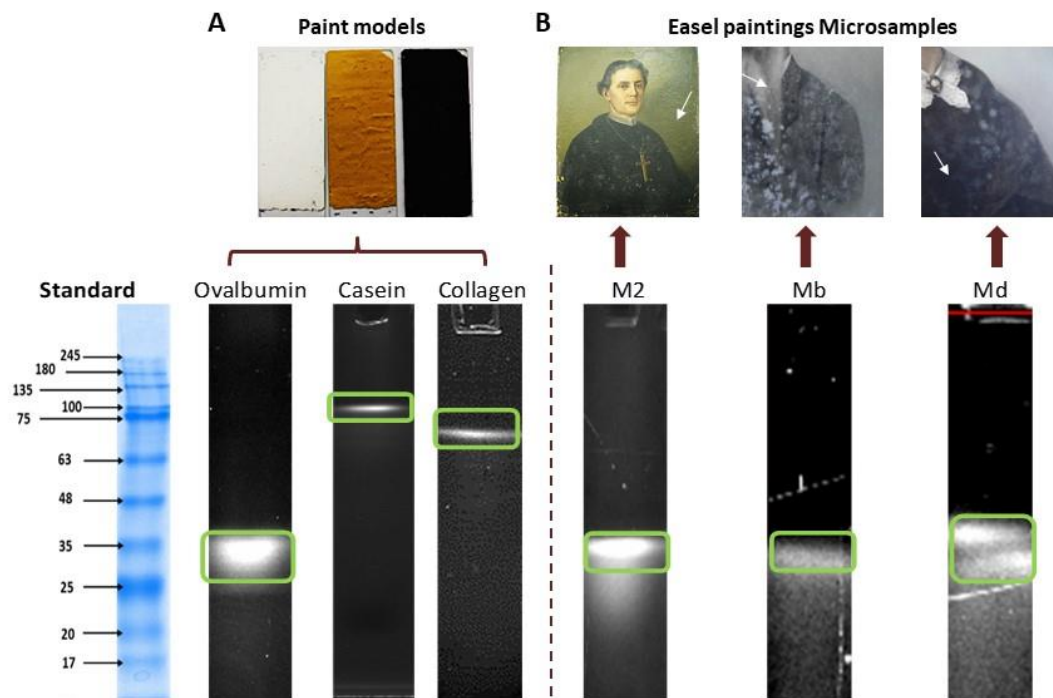 A Paint models
B Easel paintings Microsamples
Standard
Ovalbumin Casein Collagen
M2 Mb Md
245
180
135
100
75
63
48
35
25
20
17